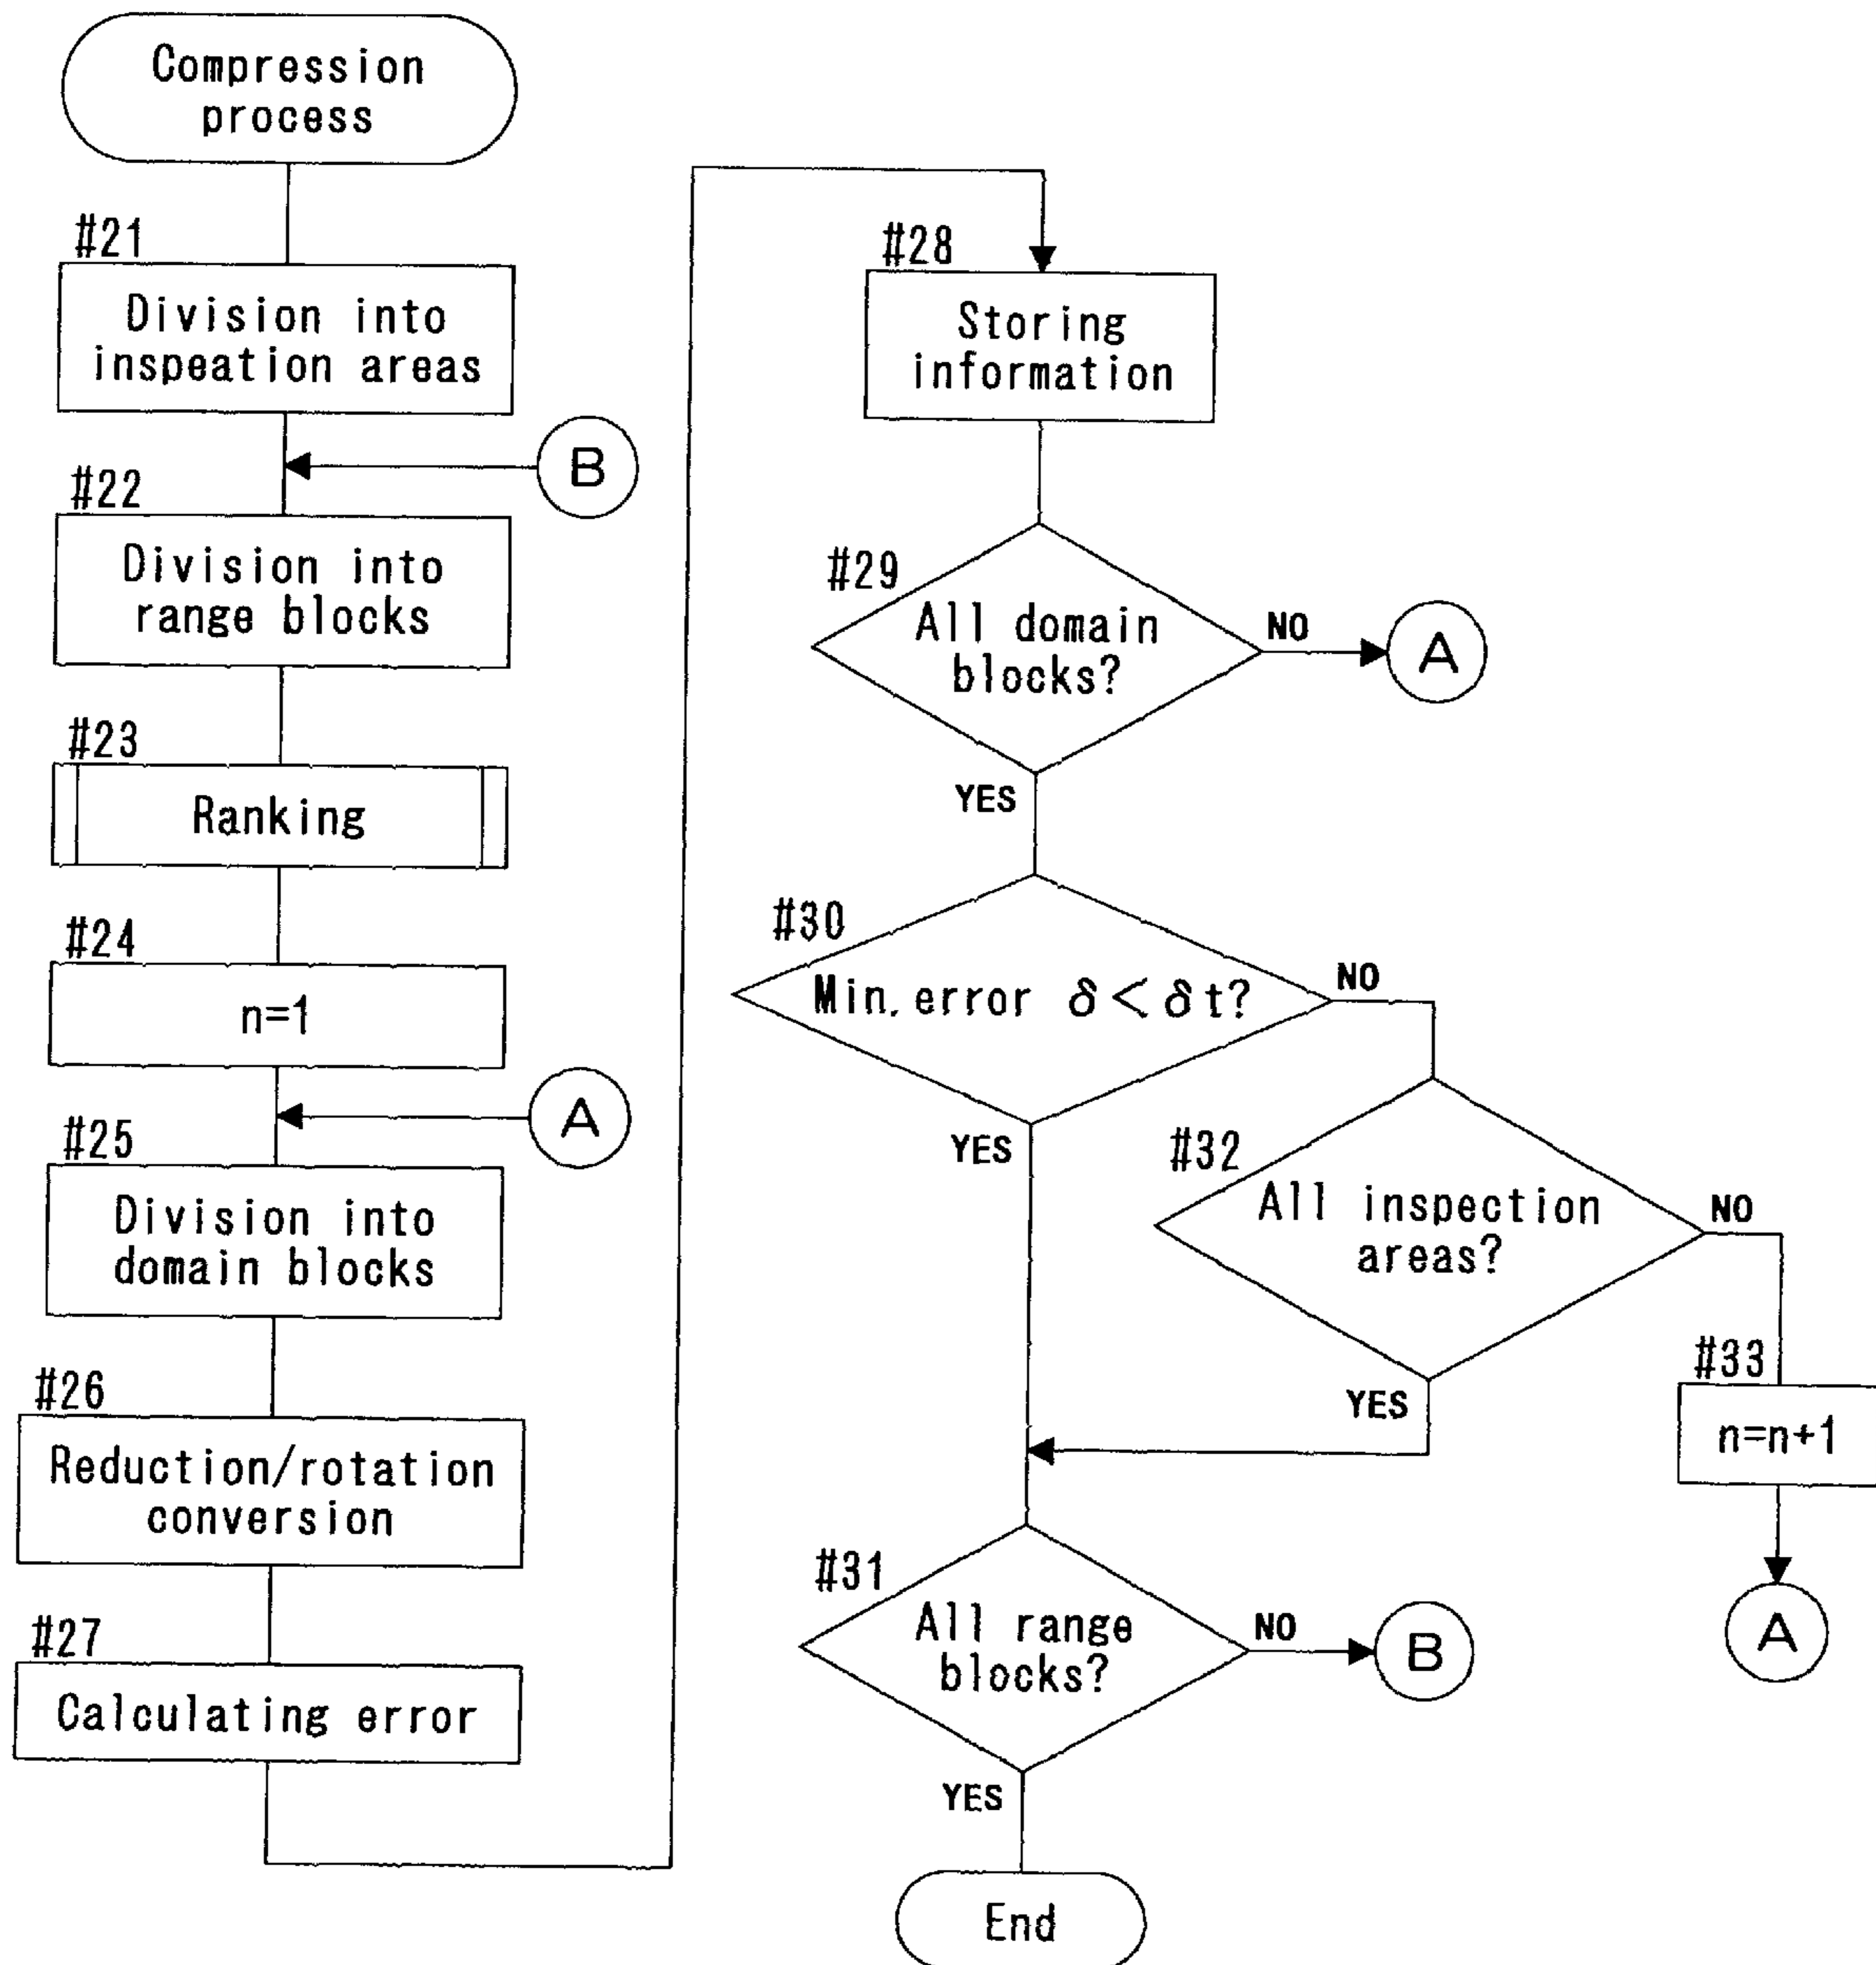 Compression
process
#21
Division into
inspeation areas
B
#22
Division into
range blocks
#23
Ranking
#24
n=1
A
#25
Division into
domain blocks
#26
Reduction/rotation
conversion
#27
Calculating error
#28
Storing
information
#29
All domain
blocks?
NO
A
YES
#30
Min. error δ < δ t?
NO
YES
#32
All inspection
areas?
NO
YES
#33
n=n+1
A
#31
All range
blocks?
NO
B
YES
End